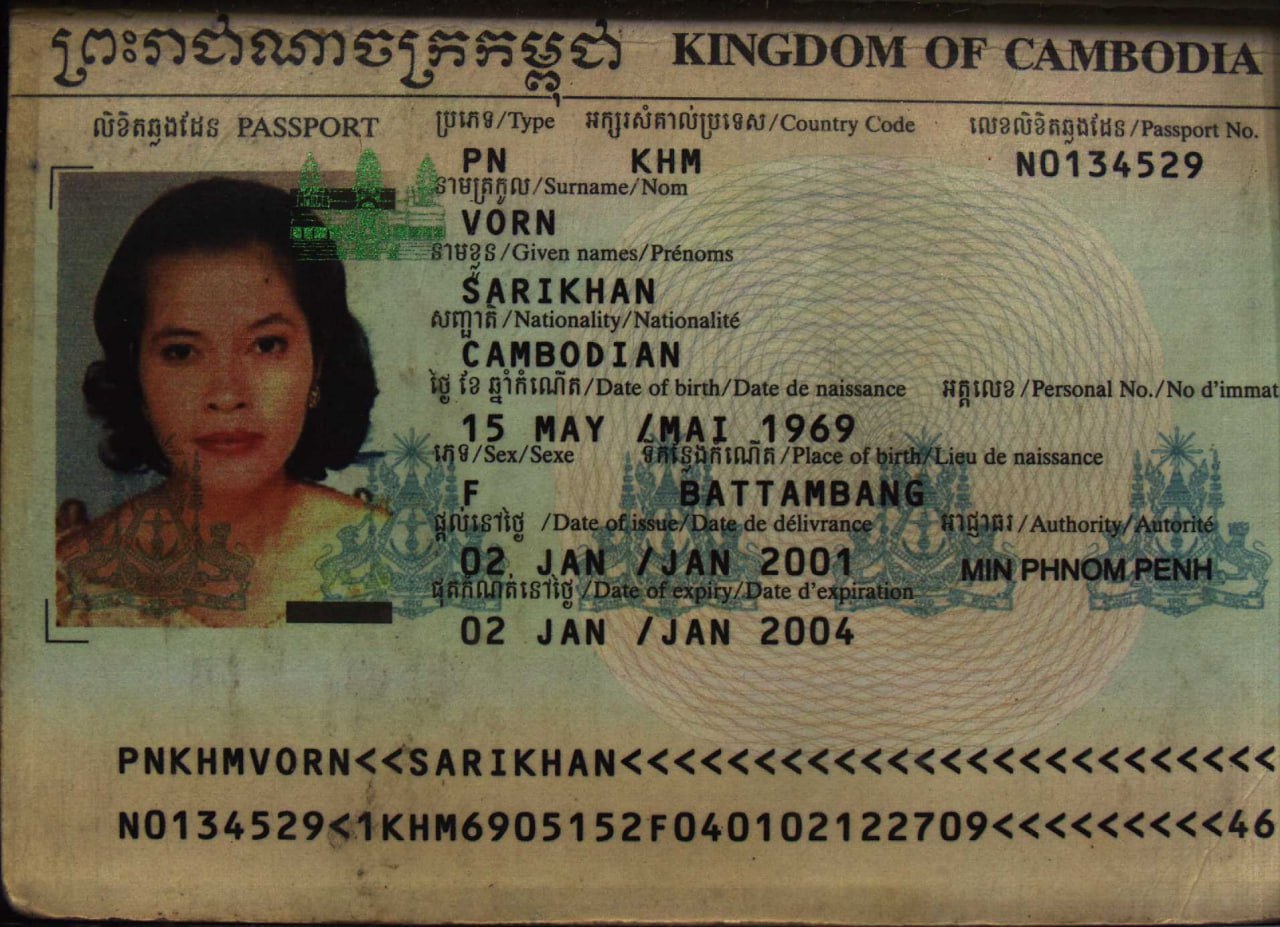 ព្រះរាជាណាចក្រកម្ពុជា KINGDOM OF CAMBODIA
លិខិតឆ្លងដែន PASSPORT ប្រភេទ/Type អក្សរសំគាល់ប្រទេស/Country Code លេខលិខិតឆ្លងដែន/Passport No.
PN KHM N0134529
នាមត្រកូល/Surname/Nom
VORN
នាមខ្លួន/Given names/Prénoms
SARIKHAN
សញ្ជាតិ/Nationality/Nationalité
CAMBODIAN
ថ្ងៃ ខែ ឆ្នាំកំណើត/Date of birth/Date de naissance អត្តលេខ/Personal No./No d'immat
15 MAY /MAI 1969
ភេទ/Sex/Sexe ទីកន្លែងកំណើត/Place of birth/Lieu de naissance
F BATTAMBANG
ផ្តល់នៅថ្ងៃ /Date of issue/Date de délivrance អាជ្ញាធរ/Authority/Autorité
02 JAN /JAN 2001 MIN PHNOM PENH
ផុតកំណត់នៅថ្ងៃ/Date of expiry/Date d'expiration
02 JAN /JAN 2004
PNKHMVORN<<SARIKHAN<<<<<<<<<<<<<<<<<<<<<<<<<
N0134529<1KHM6905152F040102122709<<<<<<<<<46